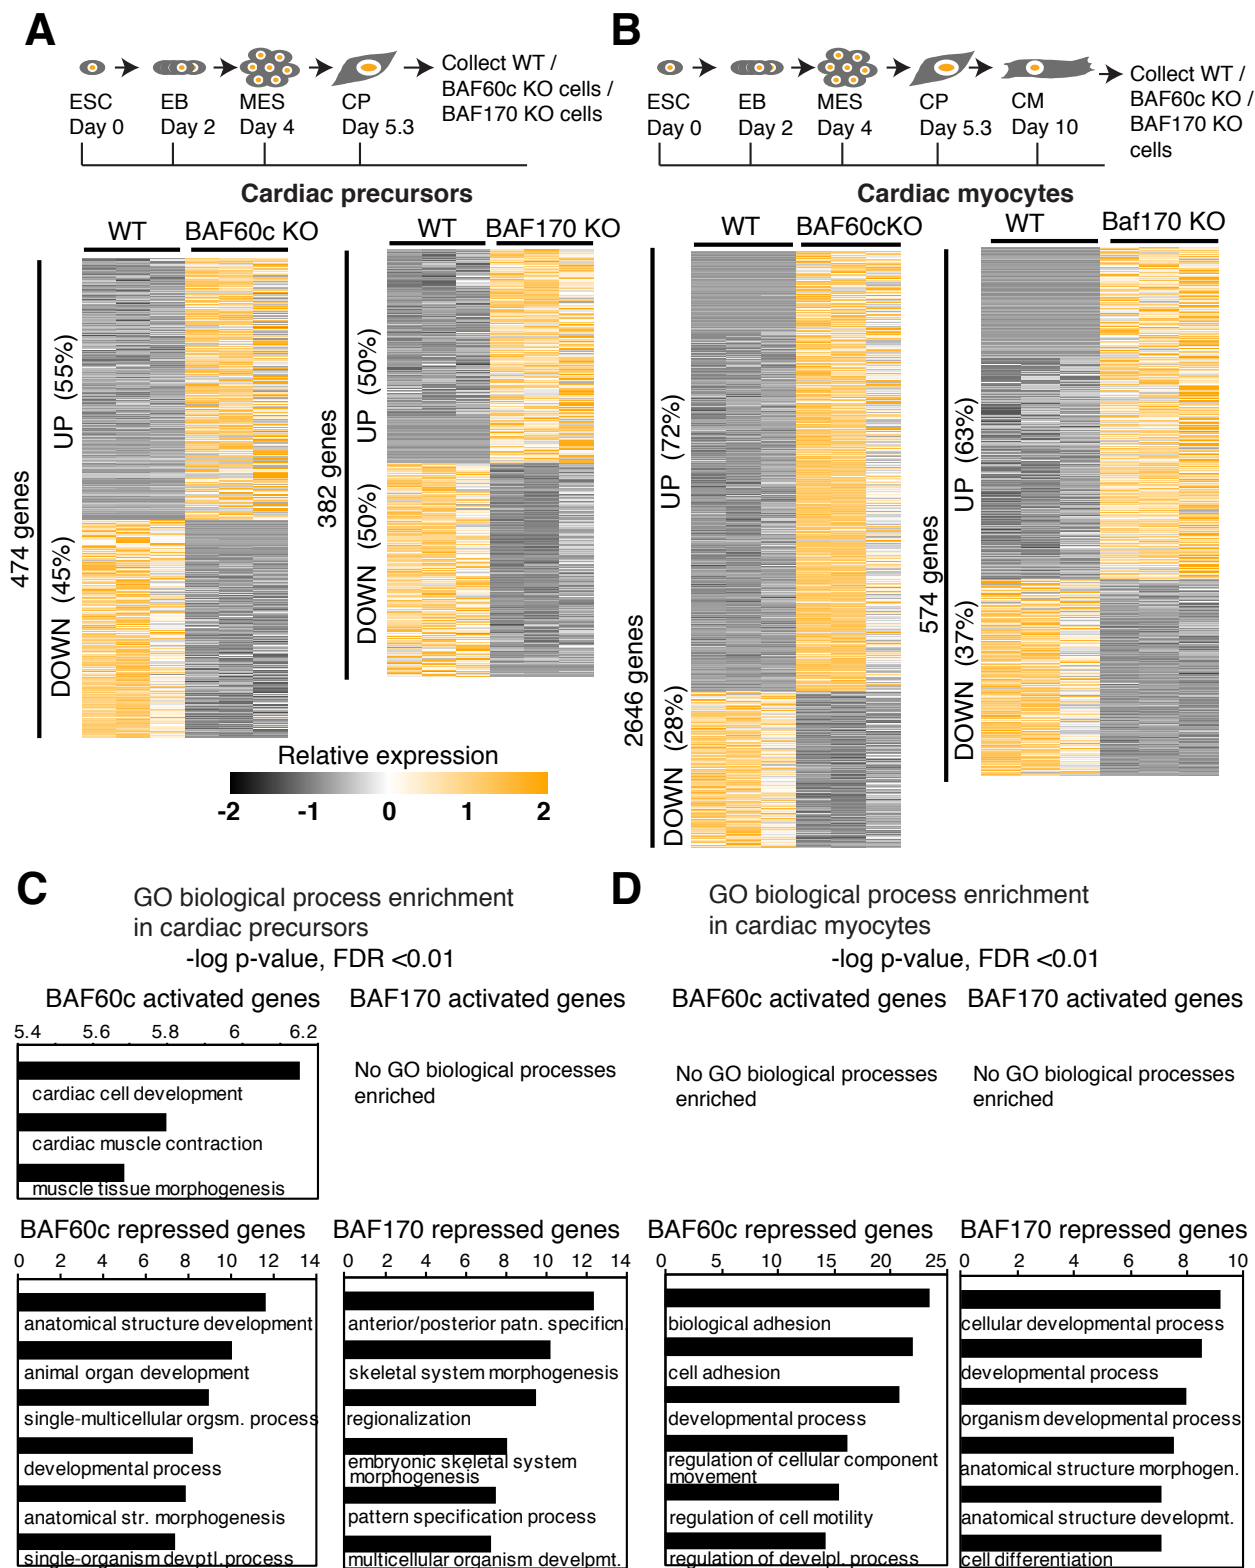 A
ESC
Day 0
EB
Day 2
MES
Day 4
CP
Day 5.3
Collect WT /
BAF60c KO cells /
BAF170 KO cells
Cardiac precursors
WT
BAF60c KO
WT
BAF170 KO
474 genes
UP (55%)
DOWN (45%)
382 genes
UP (50%)
DOWN (50%)
Relative expression
-2
-1
0
1
2
B
ESC
Day 0
EB
Day 2
MES
Day 4
CP
Day 5.3
CM
Day 10
Collect WT /
BAF60c KO /
BAF170 KO
cells
Cardiac myocytes
WT
BAF60cKO
WT
Baf170 KO
2646 genes
UP (72%)
DOWN (28%)
574 genes
UP (63%)
DOWN (37%)
C
GO biological process enrichment
in cardiac precursors
-log p-value, FDR <0.01
BAF60c activated genes
5.4 5.6 5.8 6 6.2
cardiac cell development
cardiac muscle contraction
muscle tissue morphogenesis
BAF170 activated genes
No GO biological processes
enriched
BAF60c repressed genes
0 2 4 6 8 10 12 14
anatomical structure development
animal organ development
single-multicellular orgsm. process
developmental process
anatomical str. morphogenesis
single-organism devptl.process
BAF170 repressed genes
0 2 4 6 8 10 12 14
anterior/posterior patn. specificn.
skeletal system morphogenesis
regionalization
embryonic skeletal system
morphogenesis
pattern specification process
multicellular organism develpmt.
D
GO biological process enrichment
in cardiac myocytes
-log p-value, FDR <0.01
BAF60c activated genes
No GO biological processes
enriched
BAF170 activated genes
No GO biological processes
enriched
BAF60c repressed genes
0 5 10 15 20 25
biological adhesion
cell adhesion
developmental process
regulation of cellular component
movement
regulation of cell motility
regulation of develpl. process
BAF170 repressed genes
0 2 4 6 8 10
cellular developmental process
developmental process
organism developmental process
anatomical structure morphogen.
anatomical structure developmt.
cell differentiation